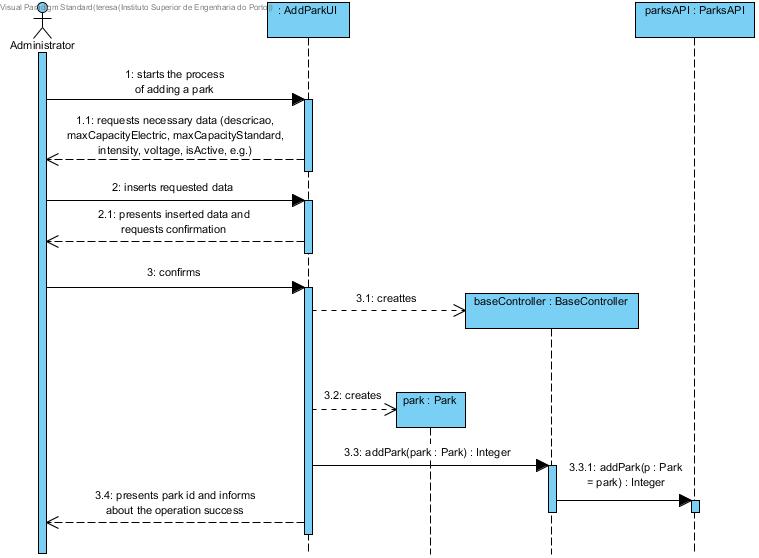 Visual Paradigm Standard(teresa(Instituto Superior de Engenharia do Porto))
: AddParkUI
parksAPI : ParksAPI
Administrator
1: starts the process
of adding a park
1.1: requests necessary data (descricao,
maxCapacityElectric, maxCapacityStandard,
intensity, voltage, isActive, e.g.)
2: inserts requested data
2.1: presents inserted data and
requests confirmation
3: confirms
3.1: creattes
baseController : BaseController
3.2: creates
park : Park
3.3: addPark(park : Park) : Integer
3.3.1: addPark(p : Park
= park) : Integer
3.4: presents park id and informs
about the operation success